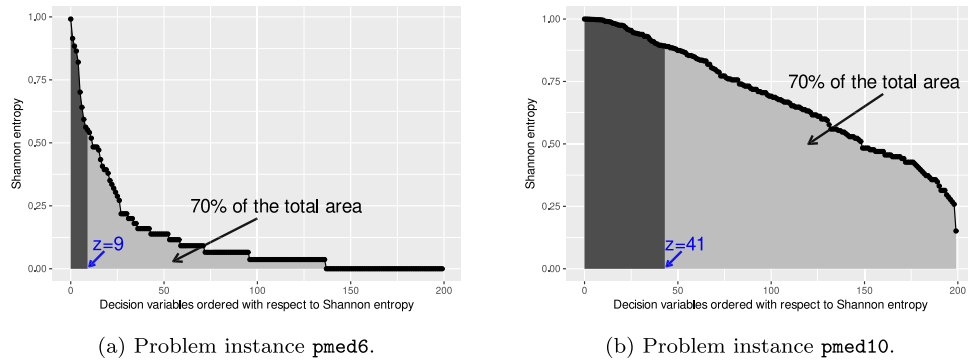 1.00
0.75
0.50
0.25
0.00
Shannon entropy
70% of the total area
z=9
0
50
100
150
200
Decision variables ordered with respect to Shannon entropy
(a) Problem instance pmed6.
1.00
0.75
0.50
0.25
0.00
Shannon entropy
70% of the total area
z=41
0
50
100
150
200
Decision variables ordered with respect to Shannon entropy
(b) Problem instance pmed10.